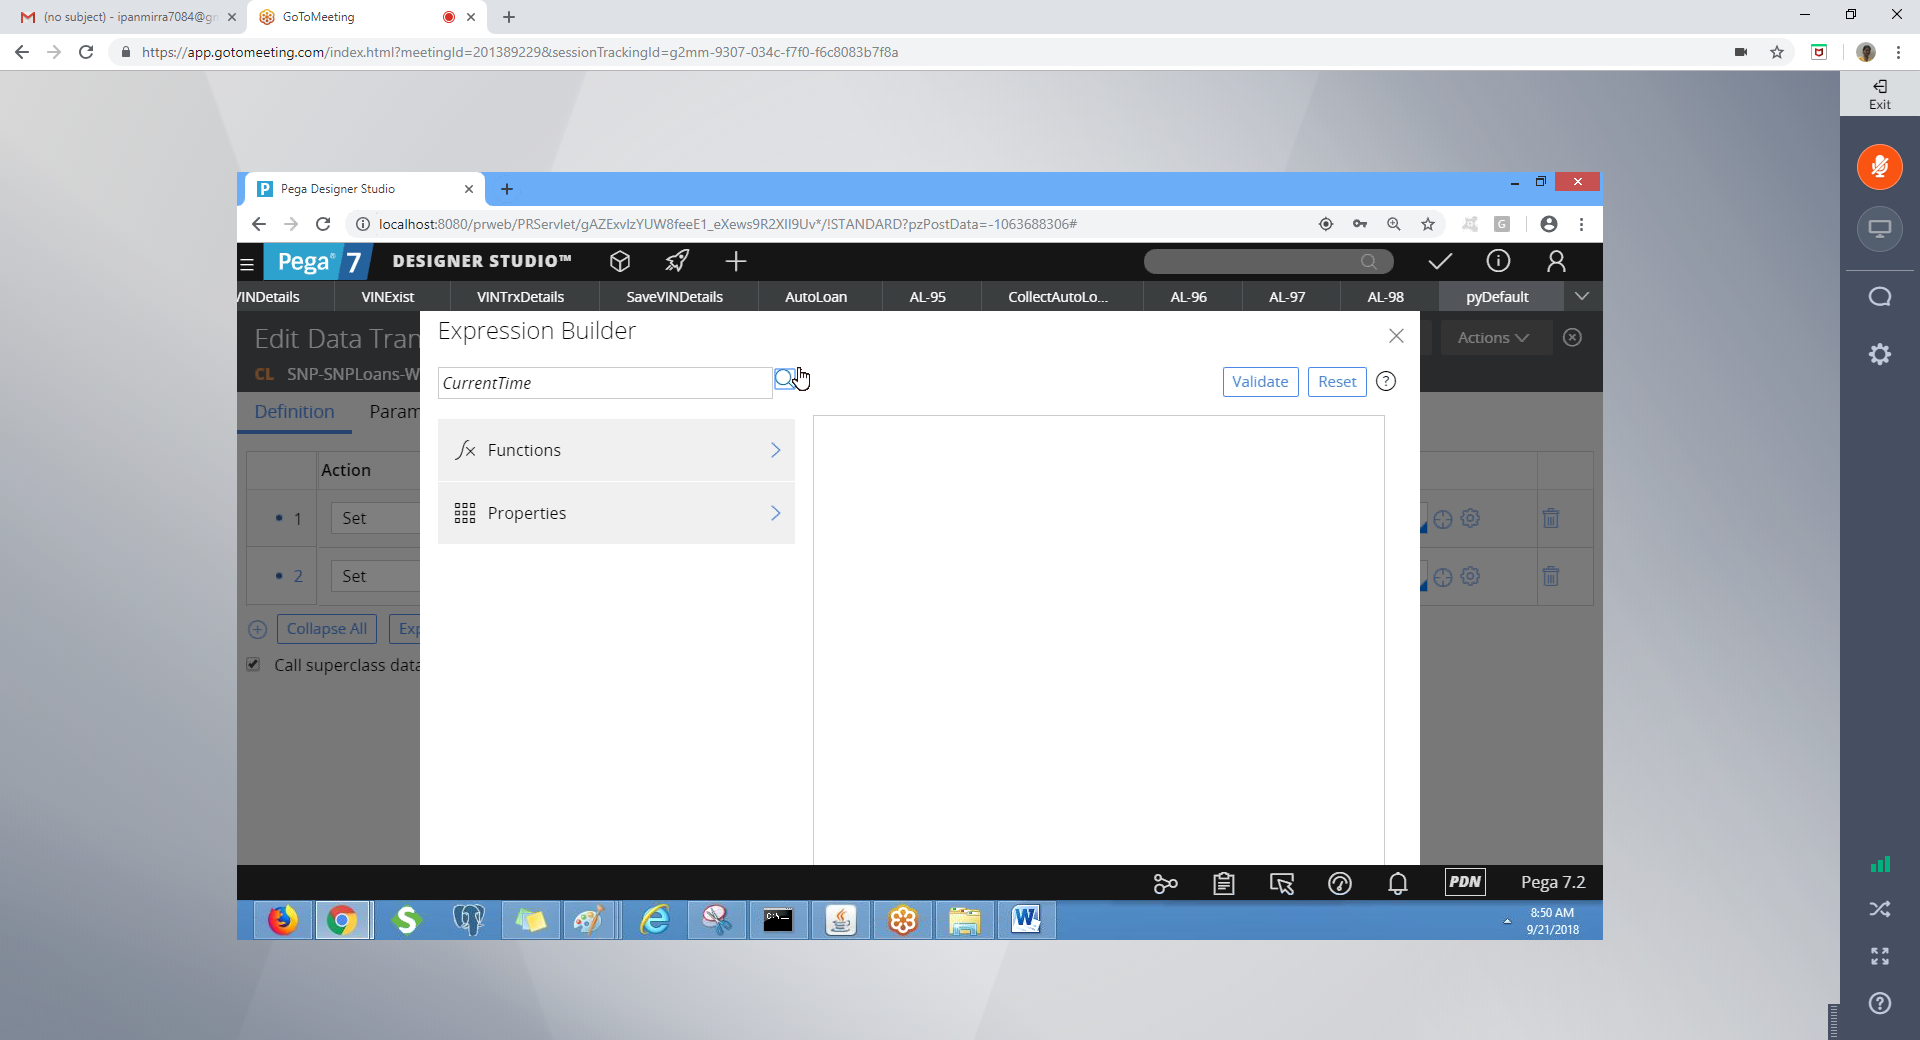 (no subject) - ipanmirra7084@gr
GoToMeeting
https://app.gotomeeting.com/index.html?meetingId=201389229&sessionTrackingId=g2mm-9307-034c-f7f0-f6c8083b7f8a
Exit
Pega Designer Studio
localhost:8080/prweb/PRServlet/gAZExvlzYUW8feeE1_eXews9R2XII9Uv*/!STANDARD?pzPostData=-1063688306#
Pega 7 DESIGNER STUDIO™
VINDetails VINExist VINTrxDetails SaveVINDetails AutoLoan AL-95 CollectAutoLo... AL-96 AL-97 AL-98 pyDefault
Edit Data Tran
Expression Builder
Actions
CL SNP-SNPLoans-W
CurrentTime
Validate Reset ?
Definition Param
Functions
Action
Properties
1 Set
2 Set
Collapse All Exp
Call superclass data
PDN Pega 7.2
8:50 AM
9/21/2018